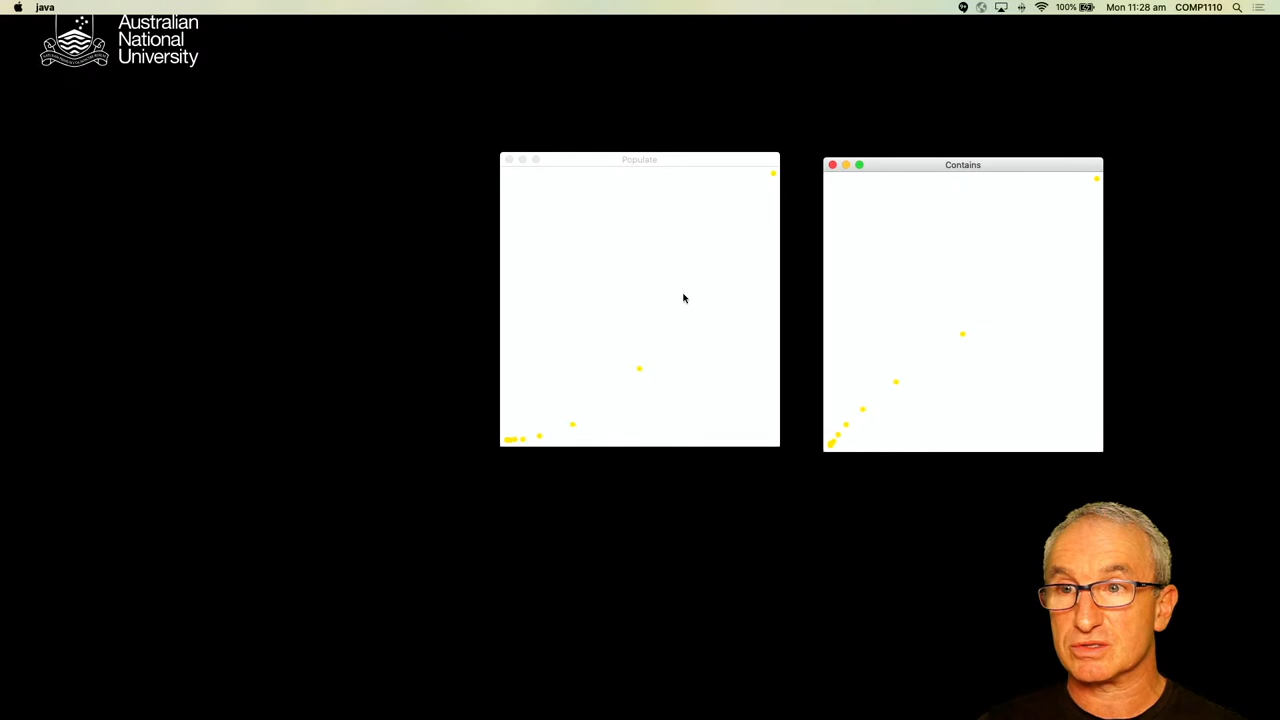 java
100%
Mon 11:28 am
COMP1110
Australian
National
University
Populate
Contains